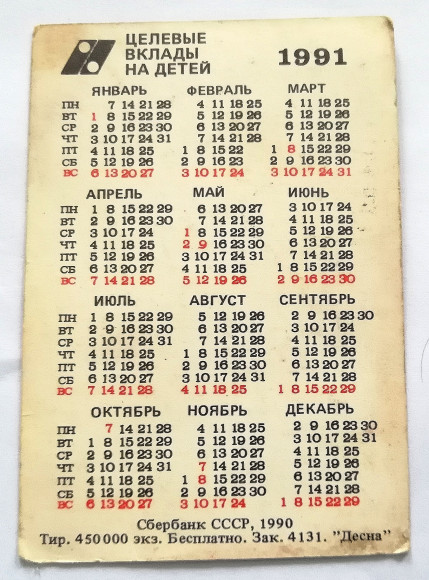 ЦЕЛЕВЫЕ
ВКЛАДЫ
НА ДЕТЕЙ
1991
ЯНВАРЬ ФЕВРАЛЬ МАРТ
ПН 7 14 21 28 4 11 18 25 4 11 18 25
ВТ 1 8 15 22 29 5 12 19 26 5 12 19 26
СР 2 9 16 23 30 6 13 20 27 6 13 20 27
ЧТ 3 10 17 24 31 7 14 21 28 7 14 21 28
ПТ 4 11 18 25 1 8 15 22 1 8 15 22 29
СБ 5 12 19 26 2 9 16 23 2 9 16 23 30
ВС 6 13 20 27 3 10 17 24 3 10 17 24 31
АПРЕЛЬ МАЙ ИЮНЬ
ПН 1 8 15 22 29 6 13 20 27 3 10 17 24
ВТ 2 9 16 23 30 7 14 21 28 4 11 18 25
СР 3 10 17 24 1 8 15 22 29 5 12 19 26
ЧТ 4 11 18 25 2 9 16 23 30 6 13 20 27
ПТ 5 12 19 26 3 10 17 24 31 7 14 21 28
СБ 6 13 20 27 4 11 18 25 1 8 15 22 29
ВС 7 14 21 28 5 12 19 26 2 9 16 23 30
ИЮЛЬ АВГУСТ СЕНТЯБРЬ
ПН 1 8 15 22 29 5 12 19 26 2 9 16 23 30
ВТ 2 9 16 23 30 6 13 20 27 3 10 17 24
СР 3 10 17 24 31 7 14 21 28 4 11 18 25
ЧТ 4 11 18 25 1 8 15 22 29 5 12 19 26
ПТ 5 12 19 26 2 9 16 23 30 6 13 20 27
СБ 6 13 20 27 3 10 17 24 31 7 14 21 28
ВС 7 14 21 28 4 11 18 25 1 8 15 22 29
ОКТЯБРЬ НОЯБРЬ ДЕКАБРЬ
ПН 7 14 21 28 4 11 18 25 2 9 16 23 30
ВТ 1 8 15 22 29 5 12 19 26 3 10 17 24 31
СР 2 9 16 23 30 6 13 20 27 4 11 18 25
ЧТ 3 10 17 24 31 7 14 21 28 5 12 19 26
ПТ 4 11 18 25 1 8 15 22 29 6 13 20 27
СБ 5 12 19 26 2 9 16 23 30 7 14 21 28
ВС 6 13 20 27 3 10 17 24 1 8 15 22 29
Сбербанк СССР, 1990
Тир. 450000 экз. Бесплатно. Зак. 4131. "Десна"